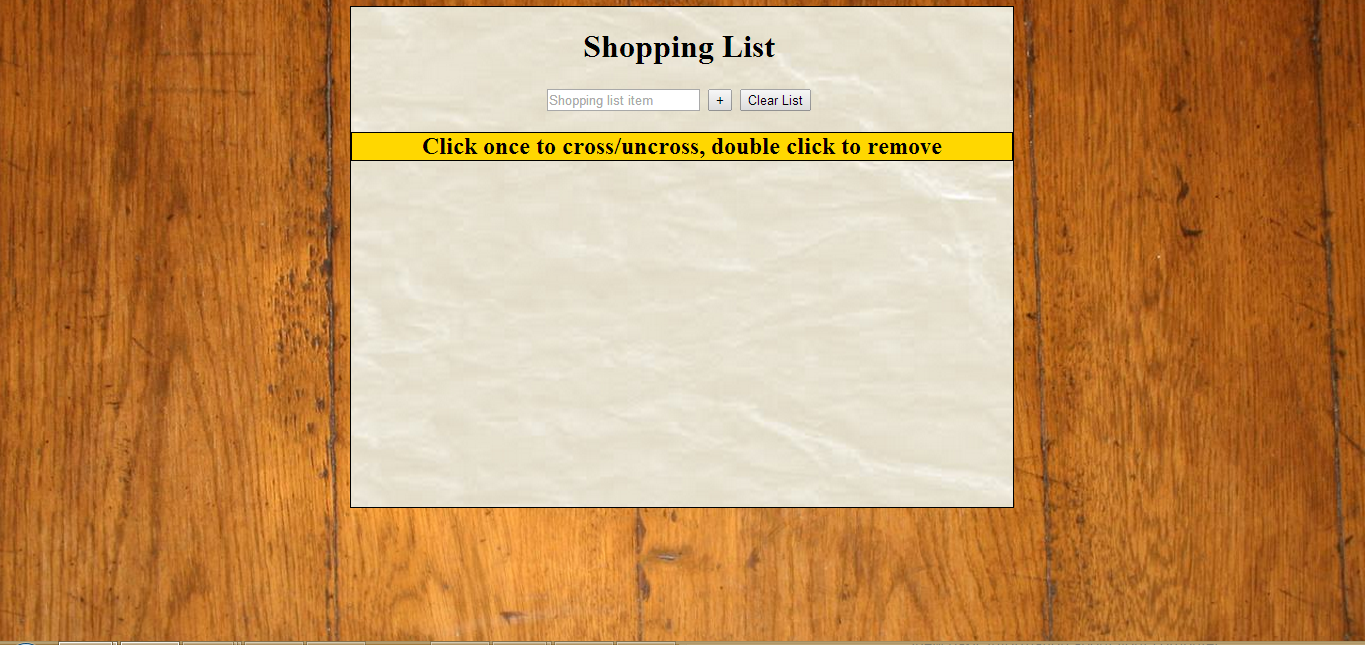 Shopping List
Shopping list item + Clear List
Click once to cross/uncross, double click to remove